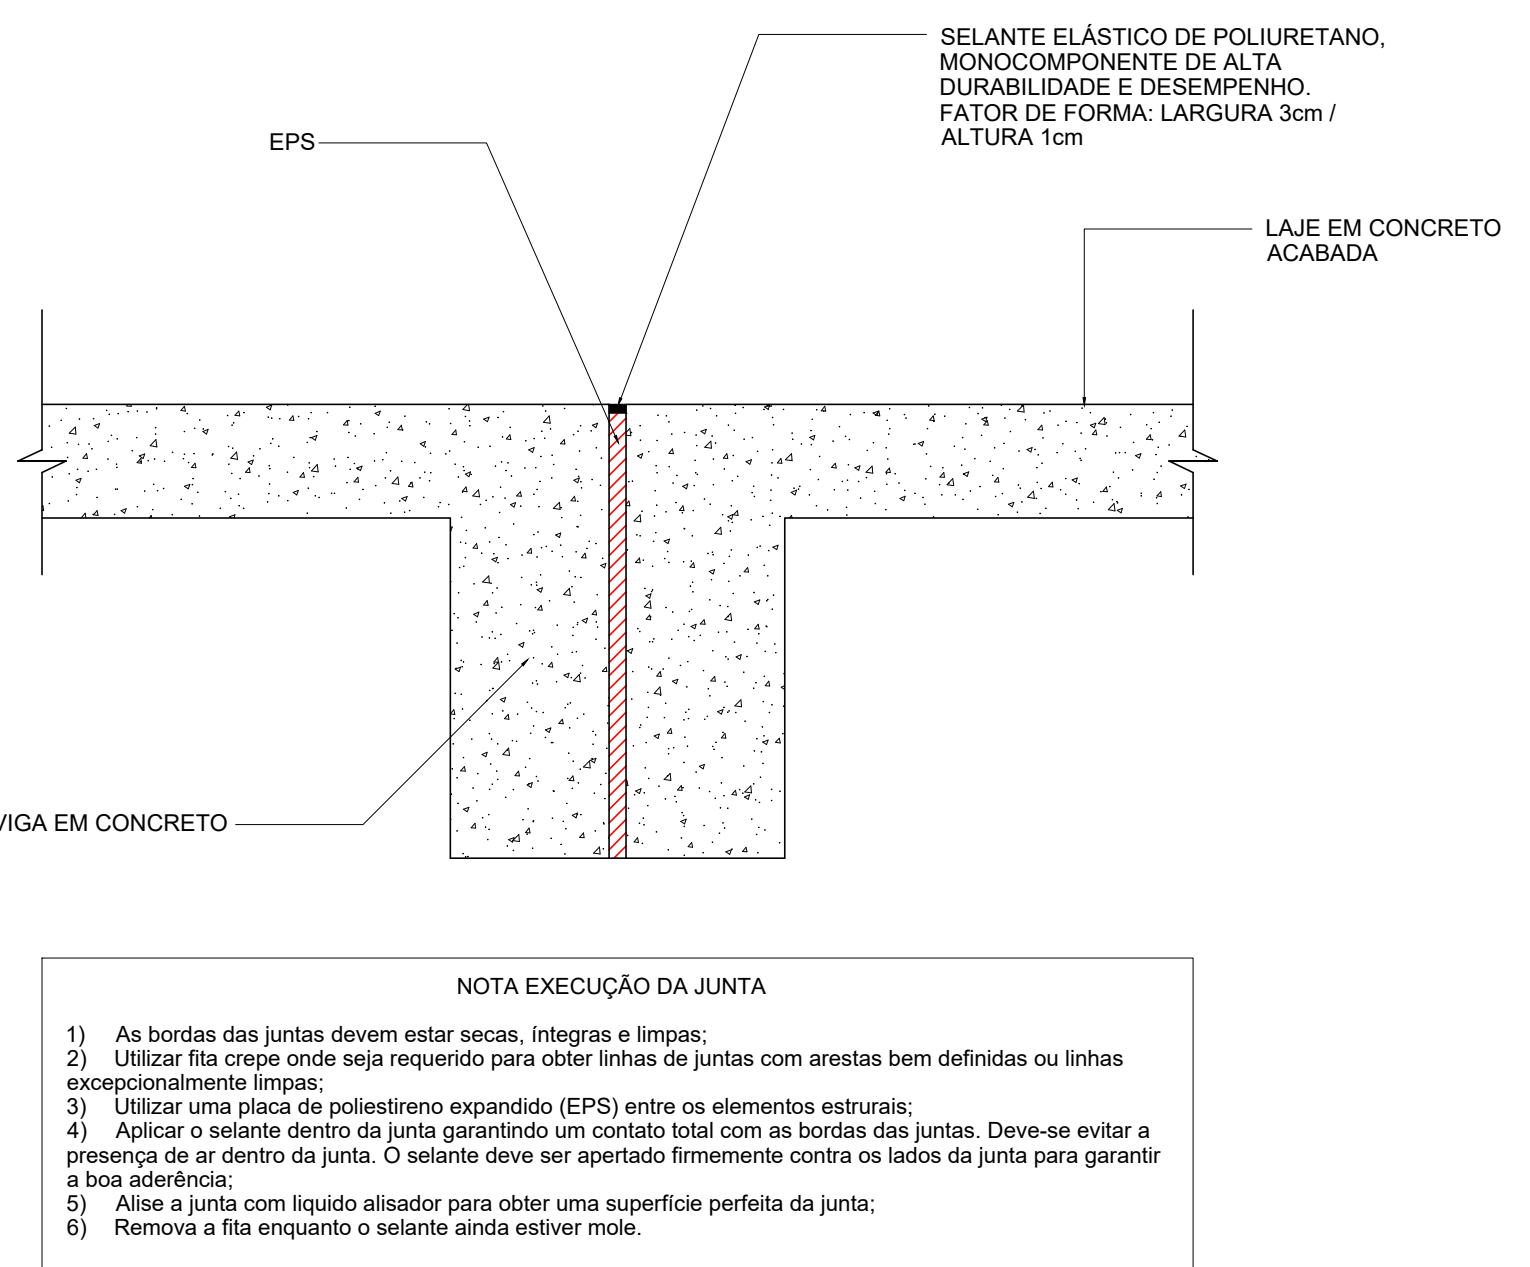 SELANTE ELÁSTICO DE POLIURETANO,
MONOCOMPONENTE DE ALTA
DURABILIDADE E DESEMPENHO.
FATOR DE FORMA: LARGURA 3cm /
ALTURA 1cm
EPS
LAJE EM CONCRETO
ACABADA
VIGA EM CONCRETO
NOTA EXECUÇÃO DA JUNTA
1) As bordas das juntas devem estar secas, íntegras e limpas;
2) Utilizar fita crepe onde seja requerido para obter linhas de juntas com arestas bem definidas ou linhas
excepcionalmente limpas;
3) Utilizar uma placa de poliestireno expandido (EPS) entre os elementos estrurais;
4) Aplicar o selante dentro da junta garantindo um contato total com as bordas das juntas. Deve-se evitar a
presença de ar dentro da junta. O selante deve ser apertado firmemente contra os lados da junta para garantir
a boa aderência;
5) Alise a junta com liquido alisador para obter uma superfície perfeita da junta;
6) Remova a fita enquanto o selante ainda estiver mole.